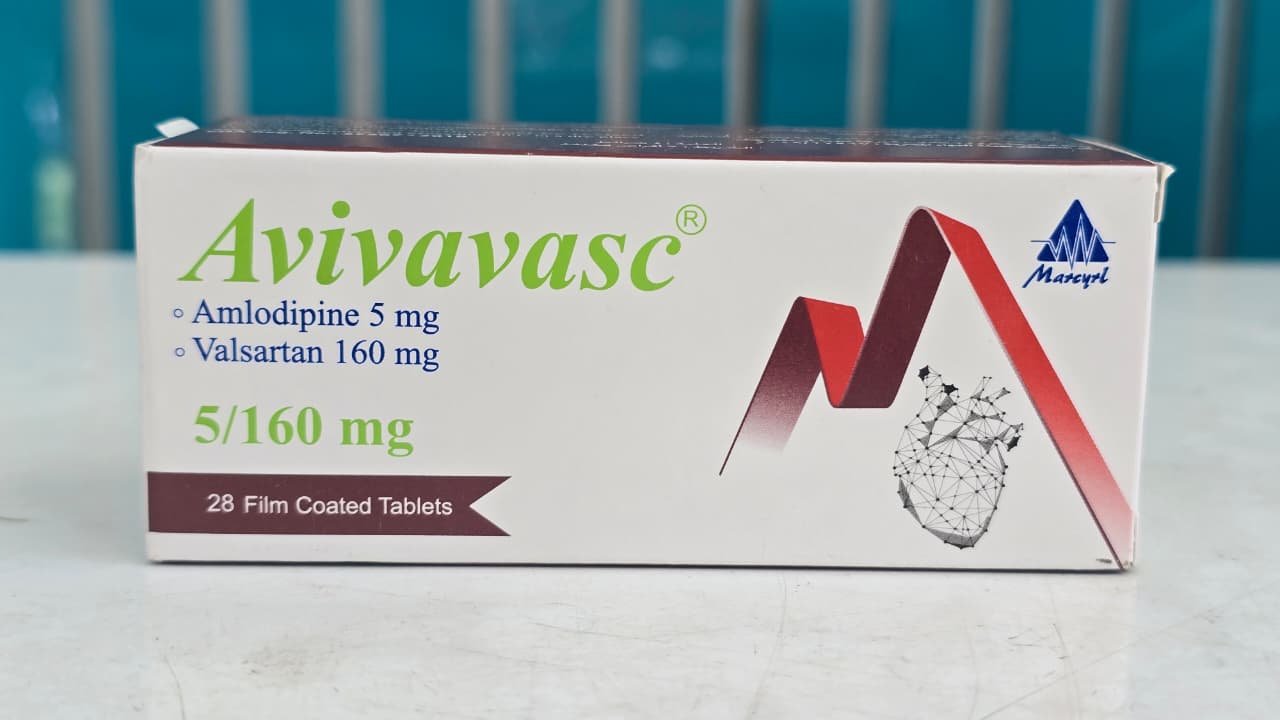 Avivavasc®
◦ Amlodipine 5 mg
◦ Valsartan 160 mg
5/160 mg
28 Film Coated Tablets
Marcyrl